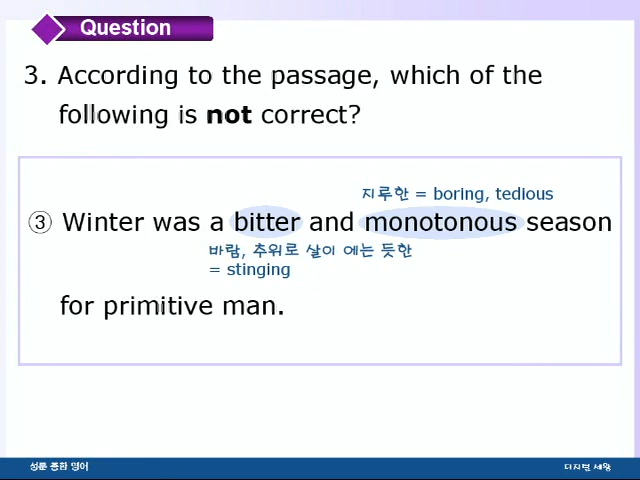 Question
3. According to the passage, which of the
following is not correct?
지루한 = boring, tedious
③ Winter was a bitter and monotonous season
바람, 추위로 살이 에는 듯한
= stinging
for primitive man.
성문 종합 영어
디지털 세왕